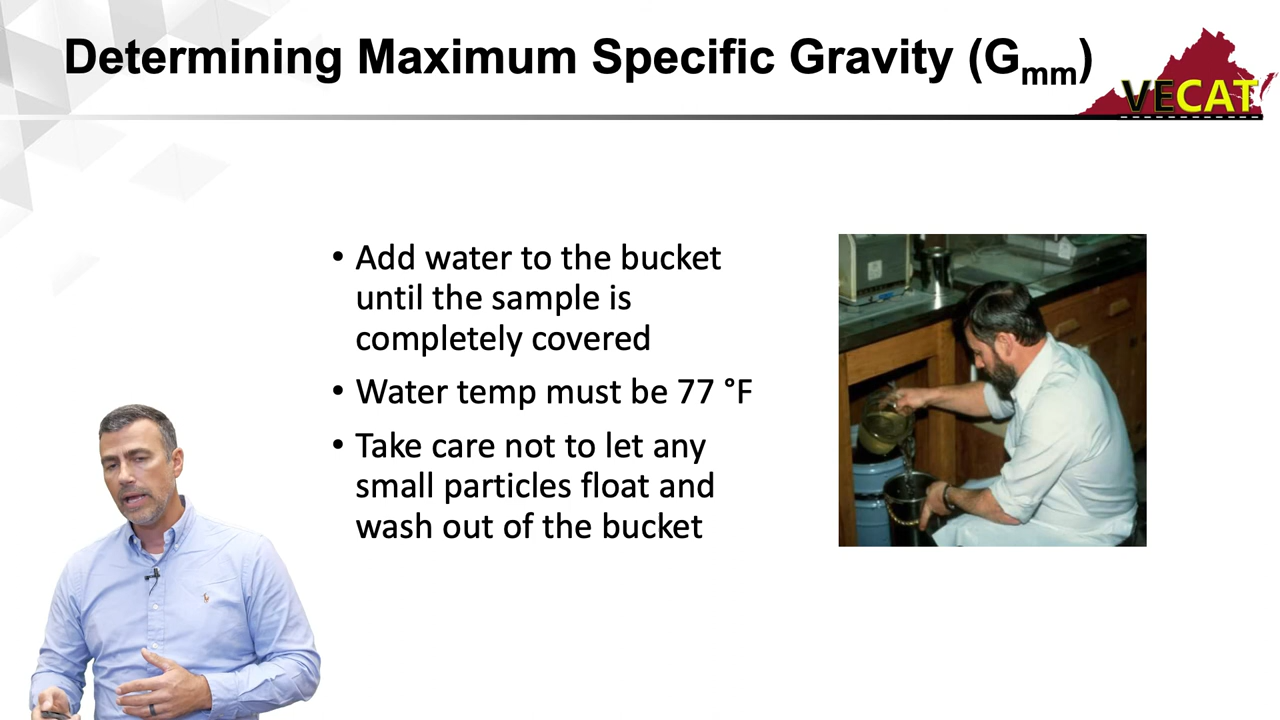 Determining Maximum Specific Gravity (Gmm)
VECAT
• Add water to the bucket
until the sample is
completely covered
• Water temp must be 77 °F
• Take care not to let any
small particles float and
wash out of the bucket